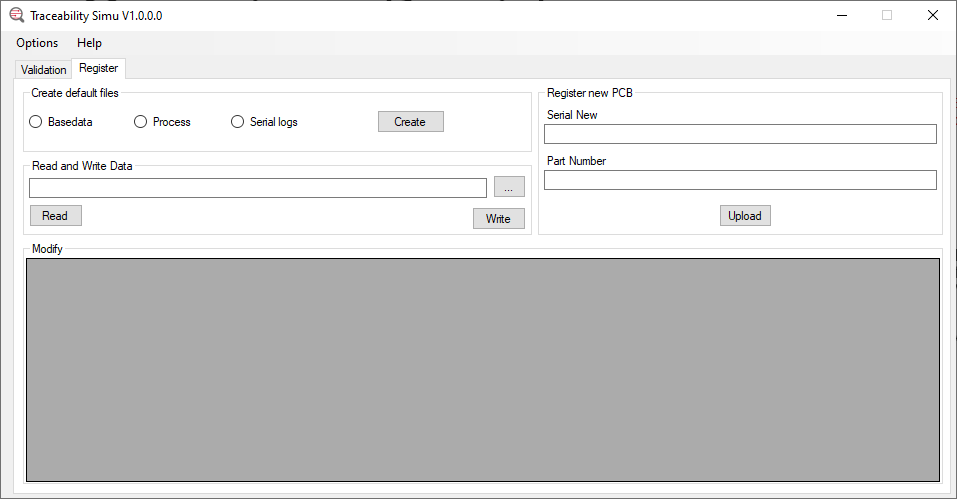 Traceability Simu V1.0.0.0
Options Help
Validation Register
Create default files
Basedata Process Serial logs Create
Read and Write Data
...
Read Write
Register new PCB
Serial New
Part Number
Upload
Modify